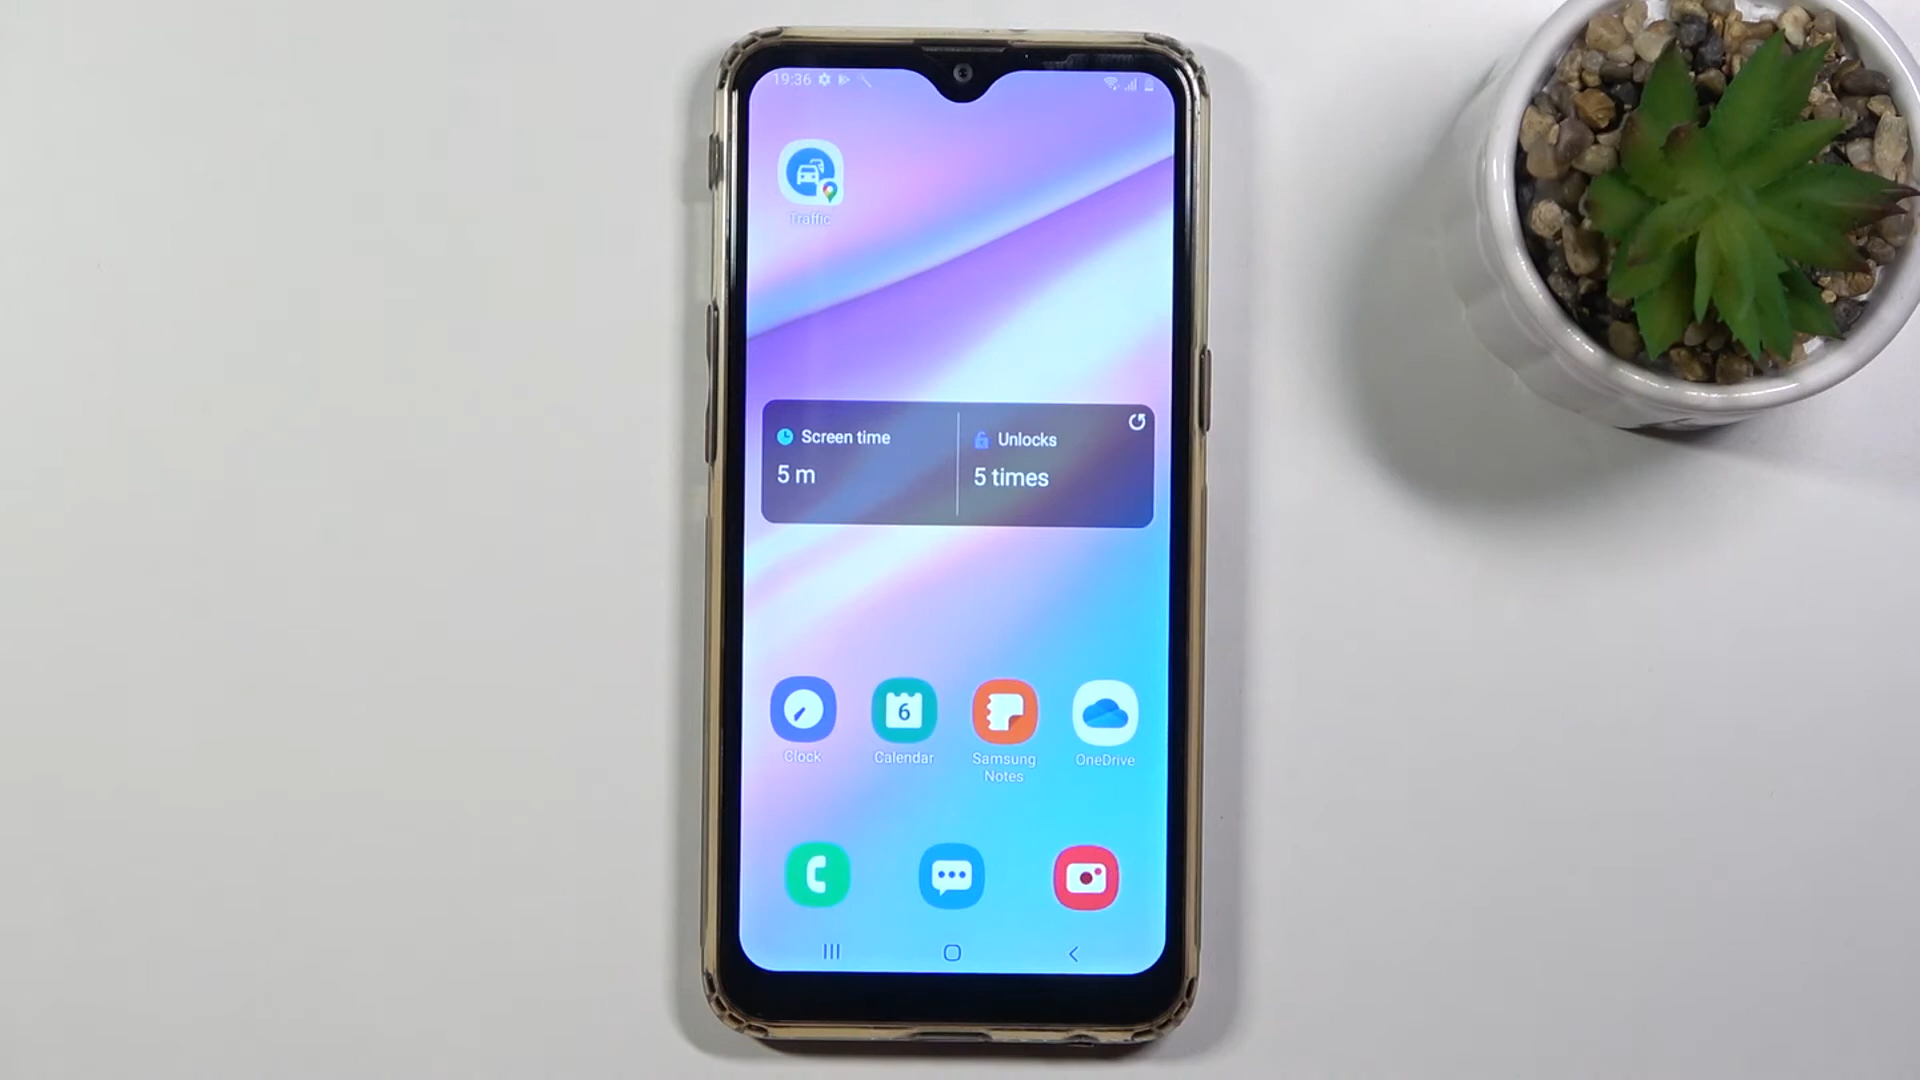 19:36
Traffic
Screen time
Unlocks
5 m
5 times
6
Clock
Calendar
Samsung
Notes
OneDrive